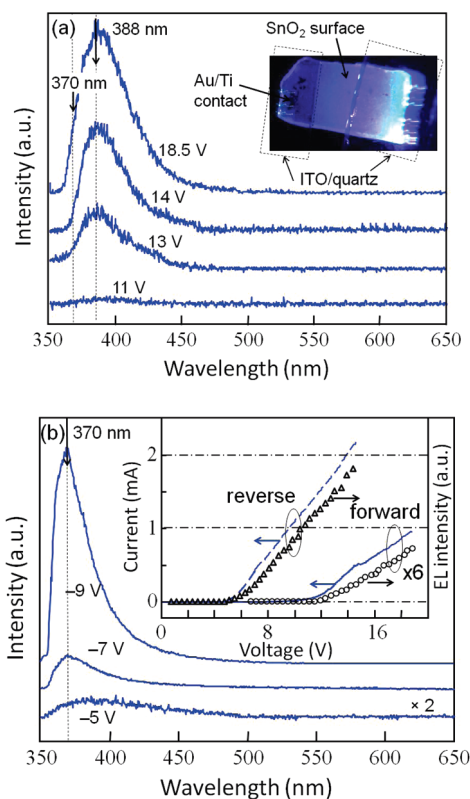 (a)
388 nm
370 nm
SnO2 surface
Au/Ti
contact
ITO/quartz
18.5 V
14 V
13 V
11 V
Intensity (a.u.)
350 400 450 500 550 600 650
Wavelength (nm)
(b)
370 nm
–9 V
–7 V
–5 V
× 2
Intensity (a.u.)
2
1
0
Current (mA)
EL intensity (a.u.)
reverse
forward
x6
0 8 16
Voltage (V)
350 400 450 500 550 600 650
Wavelength (nm)